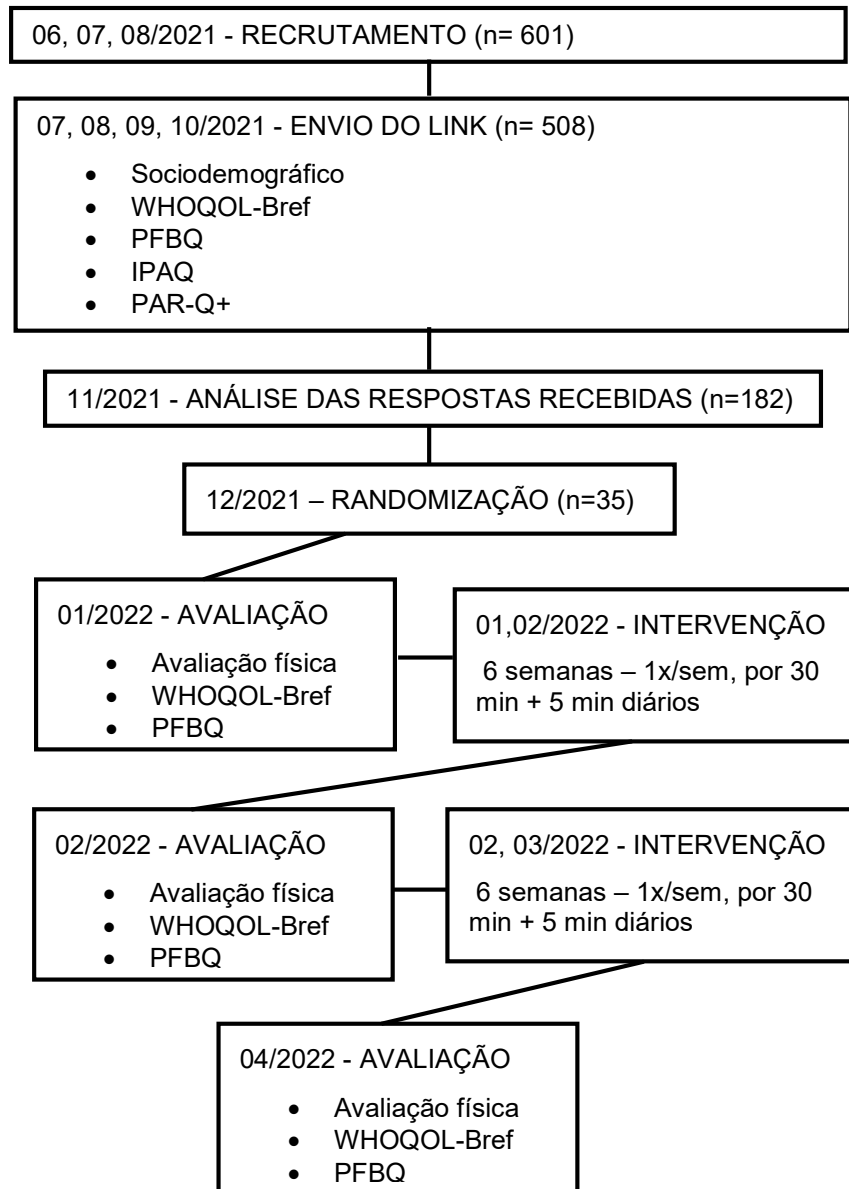 06, 07, 08/2021 - RECRUTAMENTO (n= 601)
07, 08, 09, 10/2021 - ENVIO DO LINK (n= 508)
• Sociodemográfico
• WHOQOL-Bref
• PFBQ
• IPAQ
• PAR-Q+
11/2021 - ANÁLISE DAS RESPOSTAS RECEBIDAS (n=182)
12/2021 – RANDOMIZAÇÃO (n=35)
01/2022 - AVALIAÇÃO
• Avaliação física
• WHOQOL-Bref
• PFBQ
01,02/2022 - INTERVENÇÃO
6 semanas – 1x/sem, por 30
min + 5 min diários
02/2022 - AVALIAÇÃO
• Avaliação física
• WHOQOL-Bref
• PFBQ
02, 03/2022 - INTERVENÇÃO
6 semanas – 1x/sem, por 30
min + 5 min diários
04/2022 - AVALIAÇÃO
• Avaliação física
• WHOQOL-Bref
• PFBQ